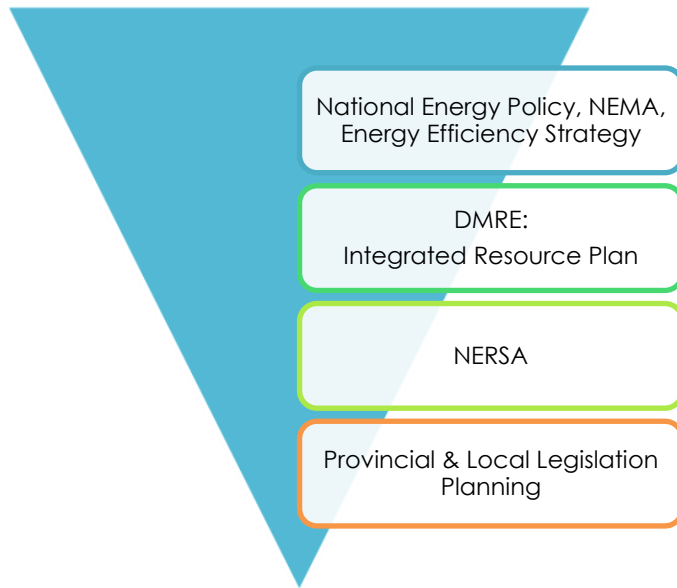 National Energy Policy, NEMA,
Energy Efficiency Strategy
DMRE:
Integrated Resource Plan
NERSA
Provincial & Local Legislation
Planning